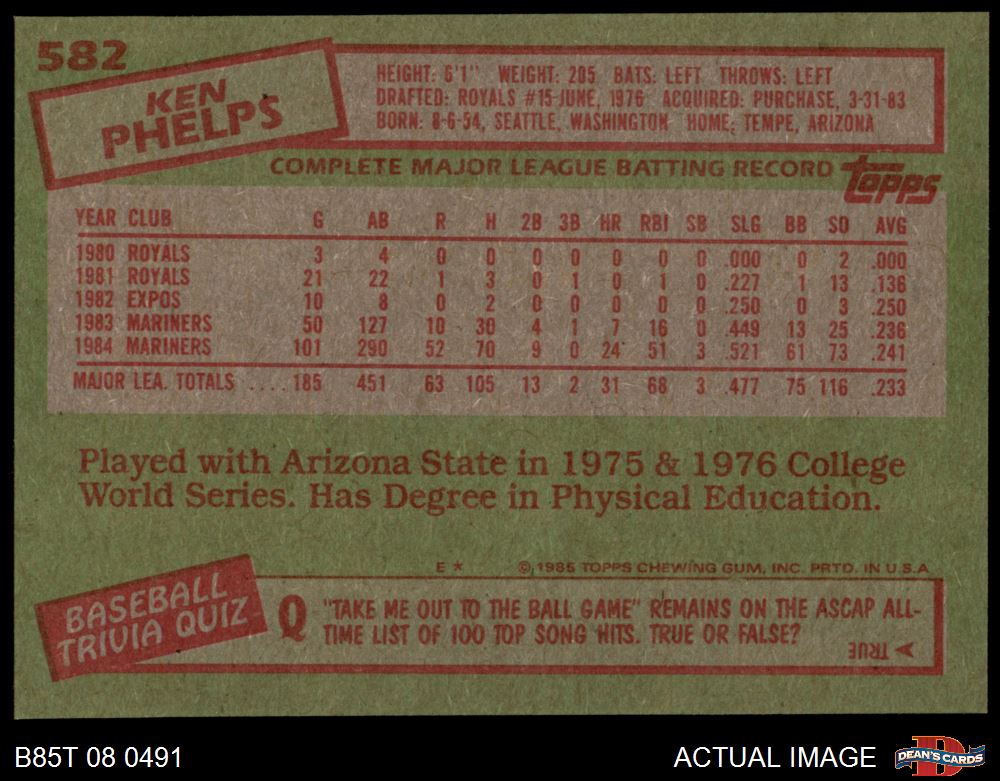 582
KEN
PHELPS
HEIGHT: 6'1" WEIGHT: 205 BATS: LEFT THROWS: LEFT
DRAFTED: ROYALS #15-JUNE, 1976 ACQUIRED: PURCHASE, 3-31-83
BORN: 8-6-54, SEATTLE, WASHINGTON HOME: TEMPE, ARIZONA
COMPLETE MAJOR LEAGUE BATTING RECORD
topps
YEAR CLUB G AB R H 2B 3B HR RBI SB SLG BB SO AVG
1980 ROYALS 3 4 0 0 0 0 0 0 0 .000 0 2 .000
1981 ROYALS 21 22 1 3 0 1 0 1 0 .227 1 13 .136
1982 EXPOS 10 8 0 2 0 0 0 0 0 .250 0 3 .250
1983 MARINERS 50 127 10 30 4 1 7 16 0 .449 13 25 .236
1984 MARINERS 101 290 52 70 9 0 24 51 3 .521 61 73 .241
MAJOR LEA. TOTALS .... 185 451 63 105 13 2 31 68 3 .477 75 116 .233
Played with Arizona State in 1975 & 1976 College
World Series. Has Degree in Physical Education.
E * © 1985 TOPPS CHEWING GUM, INC. PRTD. IN U.S.A.
BASEBALL
TRIVIA QUIZ
Q "TAKE ME OUT TO THE BALL GAME" REMAINS ON THE ASCAP ALL-
TIME LIST OF 100 TOP SONG HITS. TRUE OR FALSE?
A TRUE
B85T 08 0491
ACTUAL IMAGE
D
DEAN'S CARDS